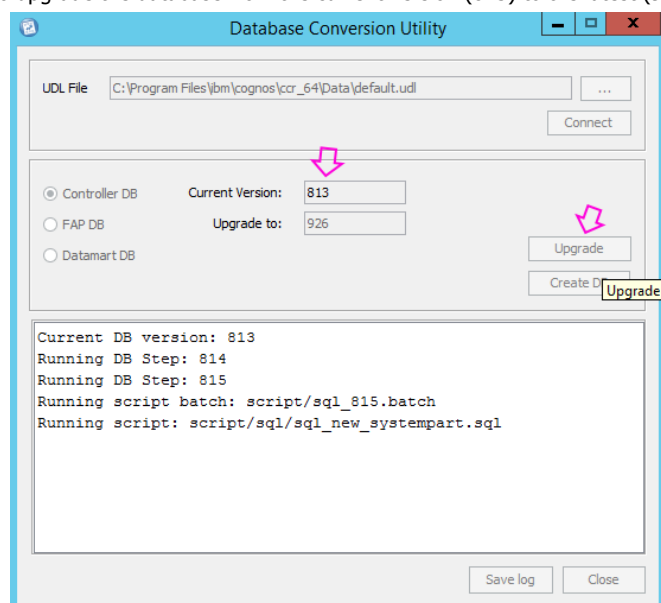 Database Conversion Utility
UDL File C:\Program Files\ibm\cognos\ccr_64\Data\default.udl ...
Connect
Controller DB Current Version: 813
FAP DB Upgrade to: 926
Datamart DB
Upgrade
Create
Upgrade
Current DB version: 813
Running DB Step: 814
Running DB Step: 815
Running script batch: script/sql_815.batch
Running script: script/sql/sql_new_systempart.sql
Save log Close